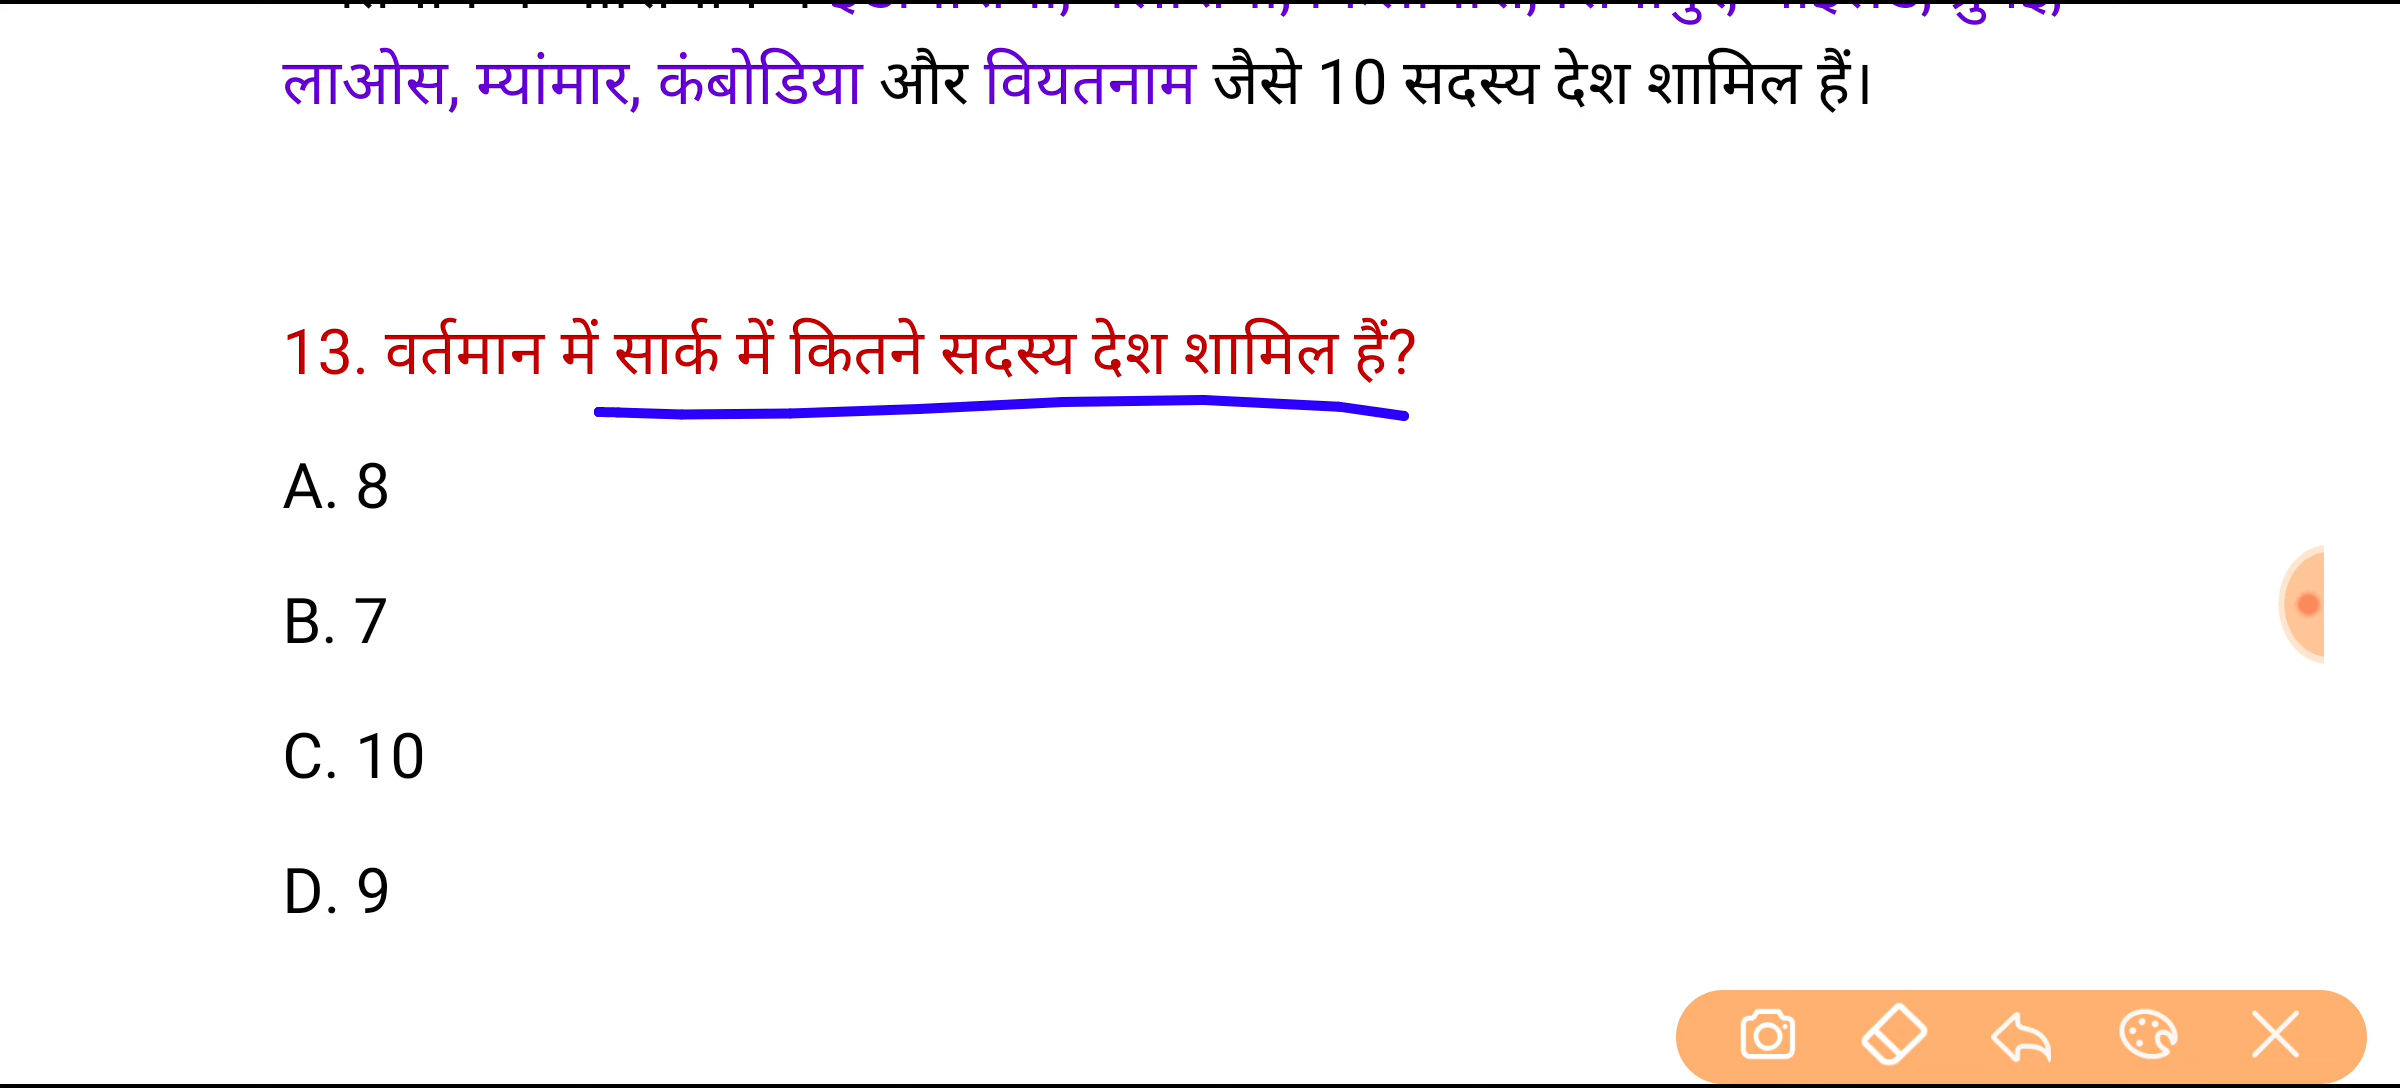 लाओस, म्यांमार, कंबोडिया और वियतनाम जैसे 10 सदस्य देश शामिल हैं।
13. वर्तमान में सार्क में कितने सदस्य देश शामिल हैं?
A. 8
B. 7
C. 10
D. 9